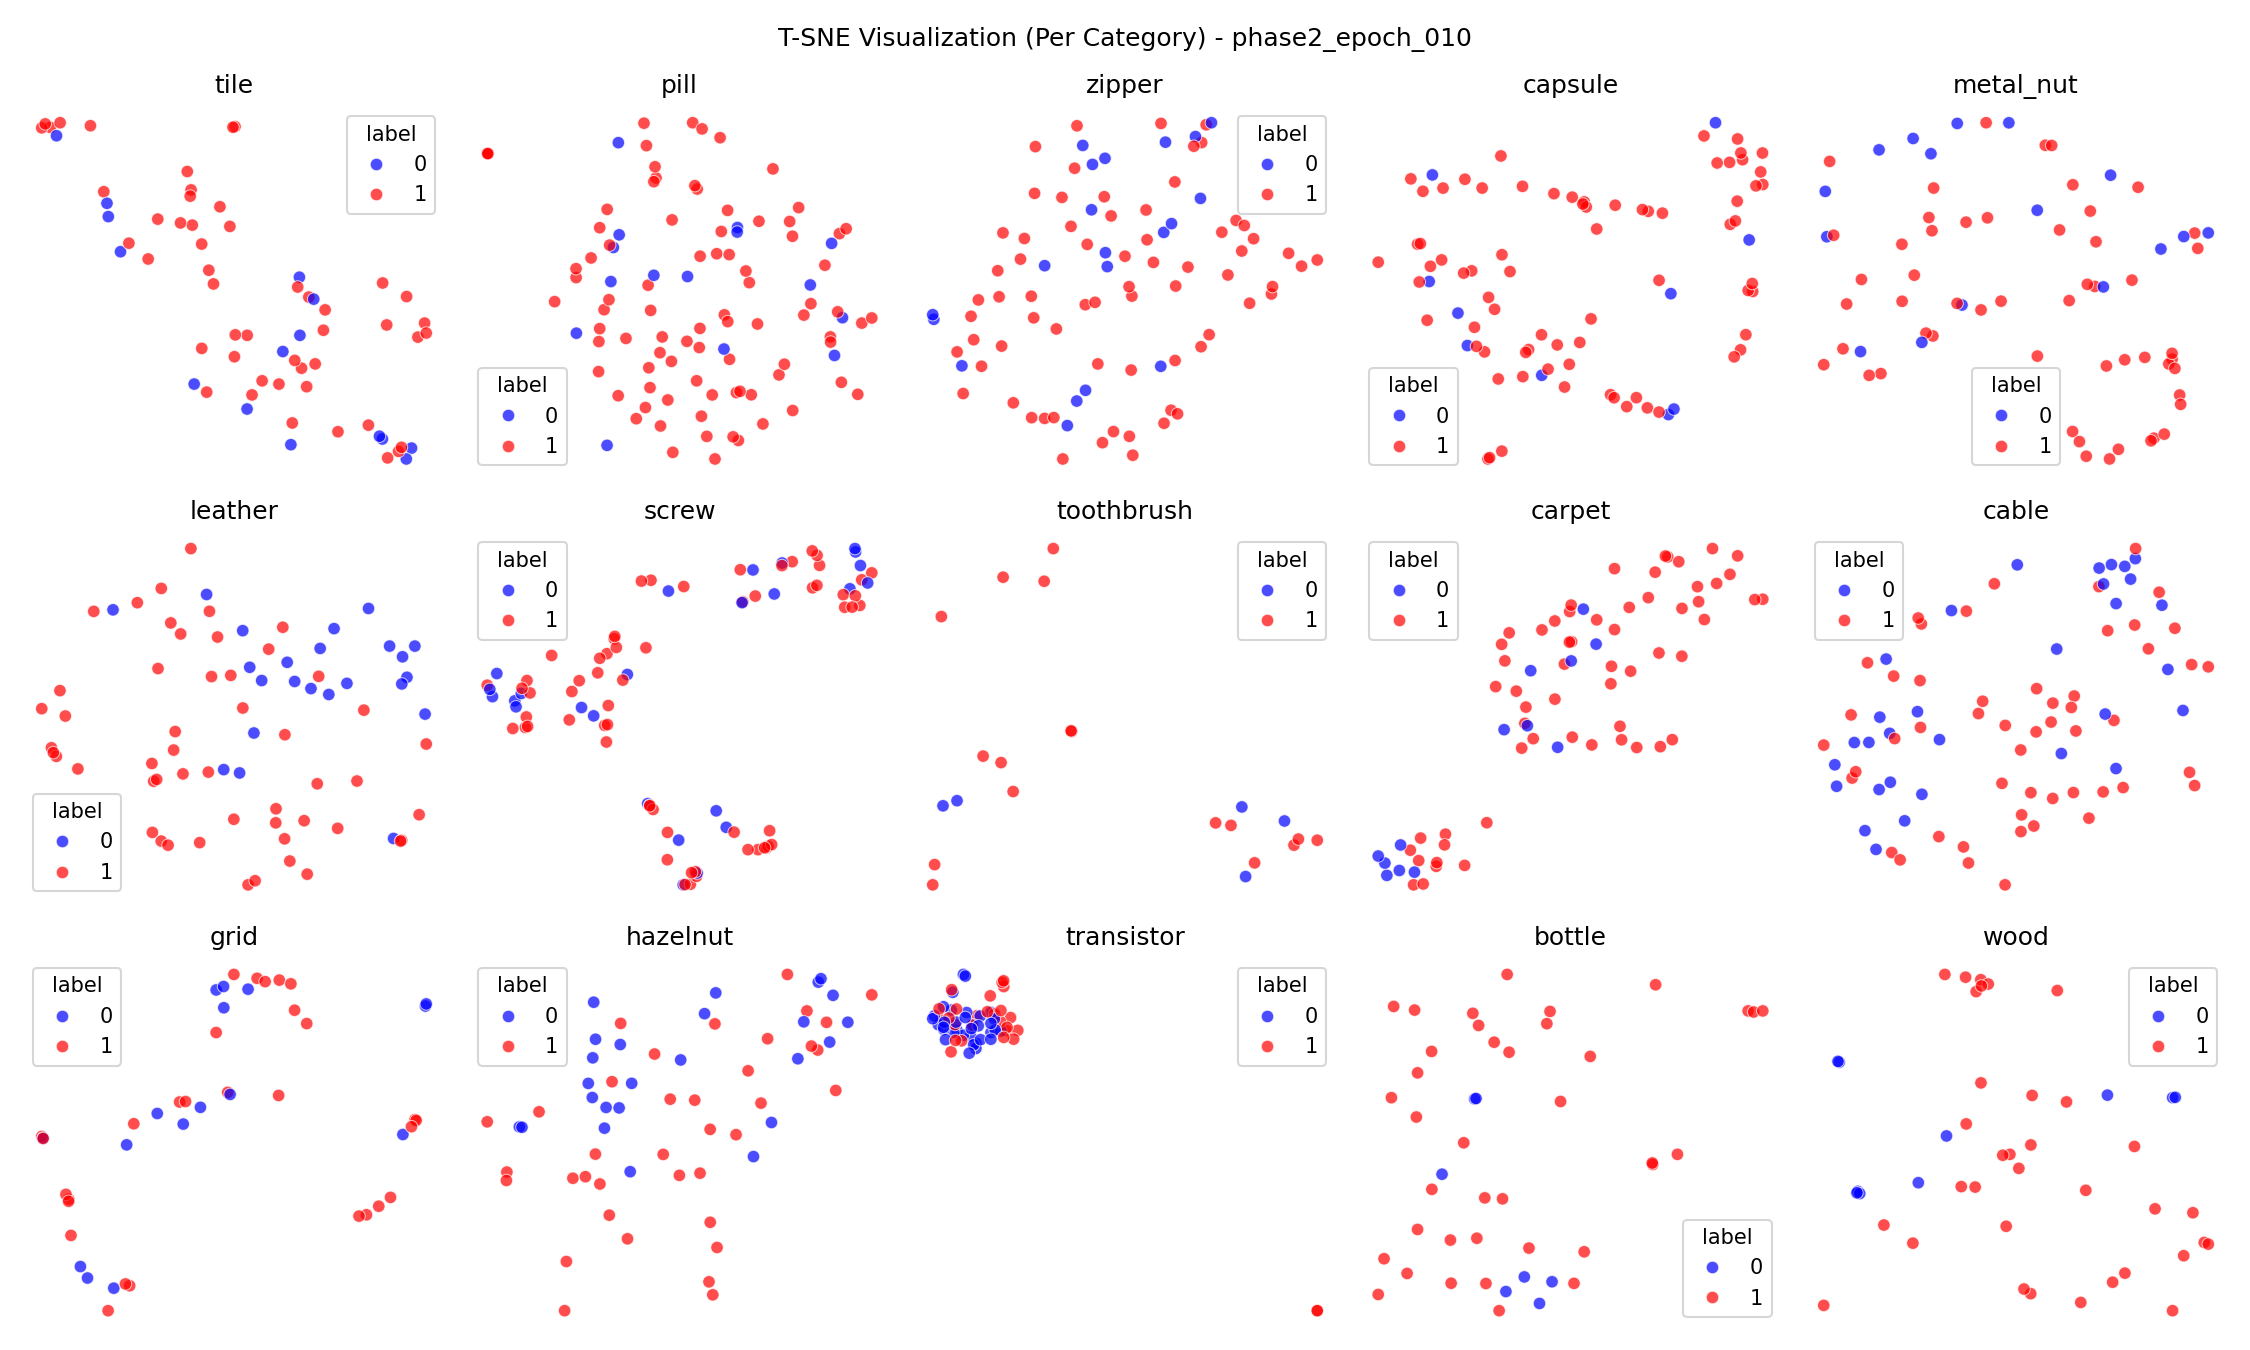 T-SNE Visualization (Per Category) - phase2_epoch_010
tile
label
0
1
pill
label
0
1
zipper
label
0
1
capsule
label
0
1
metal_nut
label
0
1
leather
label
0
1
screw
label
0
1
toothbrush
label
0
1
carpet
label
0
1
cable
label
0
1
grid
label
0
1
hazelnut
label
0
1
transistor
label
0
1
bottle
label
0
1
wood
label
0
1